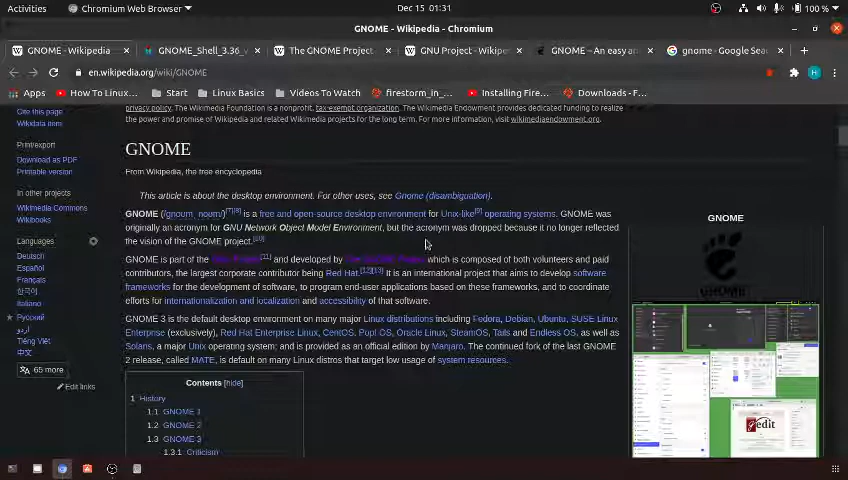 Activities Chromium Web Browser Dec 15 01:31 100 %
GNOME - Wikipedia - Chromium
GNOME - Wikipedia GNOME_Shell_3.36_v The GNOME Project GNU Project - Wikipe GNOME – An easy an gnome - Google Sea
en.wikipedia.org/wiki/GNOME H
Apps How To Linux... Start Linux Basics Videos To Watch firestorm_in_... Installing Fire... Downloads - F...
Cite this page
Wikidata item
Print/export
Download as PDF
Printable version
In other projects
Wikimedia Commons
Wikibooks
Languages
Deutsch
Español
Français
한국어
Italiano
Русский
اردو
Tiếng Việt
中文
65 more
Edit links
privacy policy. The Wikimedia Foundation is a nonprofit, tax-exempt organization. The Wikimedia Endowment provides dedicated funding to realize
the power and promise of Wikipedia and related Wikimedia projects for the long term. For more information, visit wikimediaendowment.org.
GNOME
From Wikipedia, the free encyclopedia
This article is about the desktop environment. For other uses, see Gnome (disambiguation).
GNOME (/ɡnoʊm, noʊm/)[7][8] is a free and open-source desktop environment for Unix-like[9] operating systems. GNOME was
originally an acronym for GNU Network Object Model Environment, but the acronym was dropped because it no longer reflected
the vision of the GNOME project.[10]
GNOME is part of the GNU Project[11] and developed by The GNOME Project which is composed of both volunteers and paid
contributors, the largest corporate contributor being Red Hat.[12][13] It is an international project that aims to develop software
frameworks for the development of software, to program end-user applications based on these frameworks, and to coordinate
efforts for internationalization and localization and accessibility of that software.
GNOME 3 is the default desktop environment on many major Linux distributions including Fedora, Debian, Ubuntu, SUSE Linux
Enterprise (exclusively), Red Hat Enterprise Linux, CentOS, Pop! OS, Oracle Linux, SteamOS, Tails and Endless OS, as well as
Solaris, a major Unix operating system; and is provided as an official edition by Manjaro. The continued fork of the last GNOME
2 release, called MATE, is default on many Linux distros that target low usage of system resources.
Contents [hide]
1 History
1.1 GNOME 1
1.2 GNOME 2
1.3 GNOME 3
1.3.1 Criticism
GNOME
GNOME
gedit